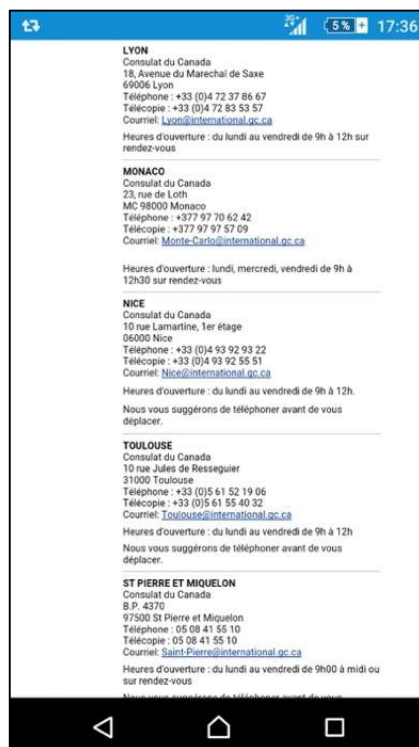 3G
5 %
17:36
LYON
Consulat du Canada
18, Avenue du Marechal de Saxe
69006 Lyon
Téléphone : +33 (0)4 72 37 86 67
Télécopie : +33 (0)4 72 83 53 57
Courriel: Lyon@international.gc.ca
Heures d'ouverture : du lundi au vendredi de 9h à 12h sur
rendez-vous
MONACO
Consulat du Canada
23, rue de Loth
MC 98000 Monaco
Téléphone : +377 97 70 62 42
Télécopie : +377 97 97 57 09
Courriel: Monte-Carlo@international.gc.ca
Heures d'ouverture : lundi, mercredi, vendredi de 9h à
12h30 sur rendez-vous
NICE
Consulat du Canada
10 rue Lamartine, 1er étage
06000 Nice
Téléphone : +33 (0)4 93 92 93 22
Télécopie : +33 (0)4 93 92 55 51
Courriel: Nice@international.gc.ca
Heures d'ouverture : du lundi au vendredi de 9h à 12h.
Nous vous suggérons de téléphoner avant de vous
déplacer.
TOULOUSE
Consulat du Canada
10 rue Jules de Resseguier
31000 Toulouse
Téléphone : +33 (0)5 61 52 19 06
Télécopie : +33 (0)5 61 55 40 32
Courriel: Toulouse@international.gc.ca
Heures d'ouverture : du lundi au vendredi de 9h à 12h
Nous vous suggérons de téléphoner avant de vous
déplacer.
ST PIERRE ET MIQUELON
Consulat du Canada
B.P. 4370
97500 St Pierre et Miquelon
Téléphone : 05 08 41 55 10
Télécopie : 05 08 41 55 10
Courriel: Saint-Pierre@international.gc.ca
Heures d'ouverture : du lundi au vendredi de 9h00 à midi ou
sur rendez-vous
Nous vous suggérons de téléphoner avant de vous